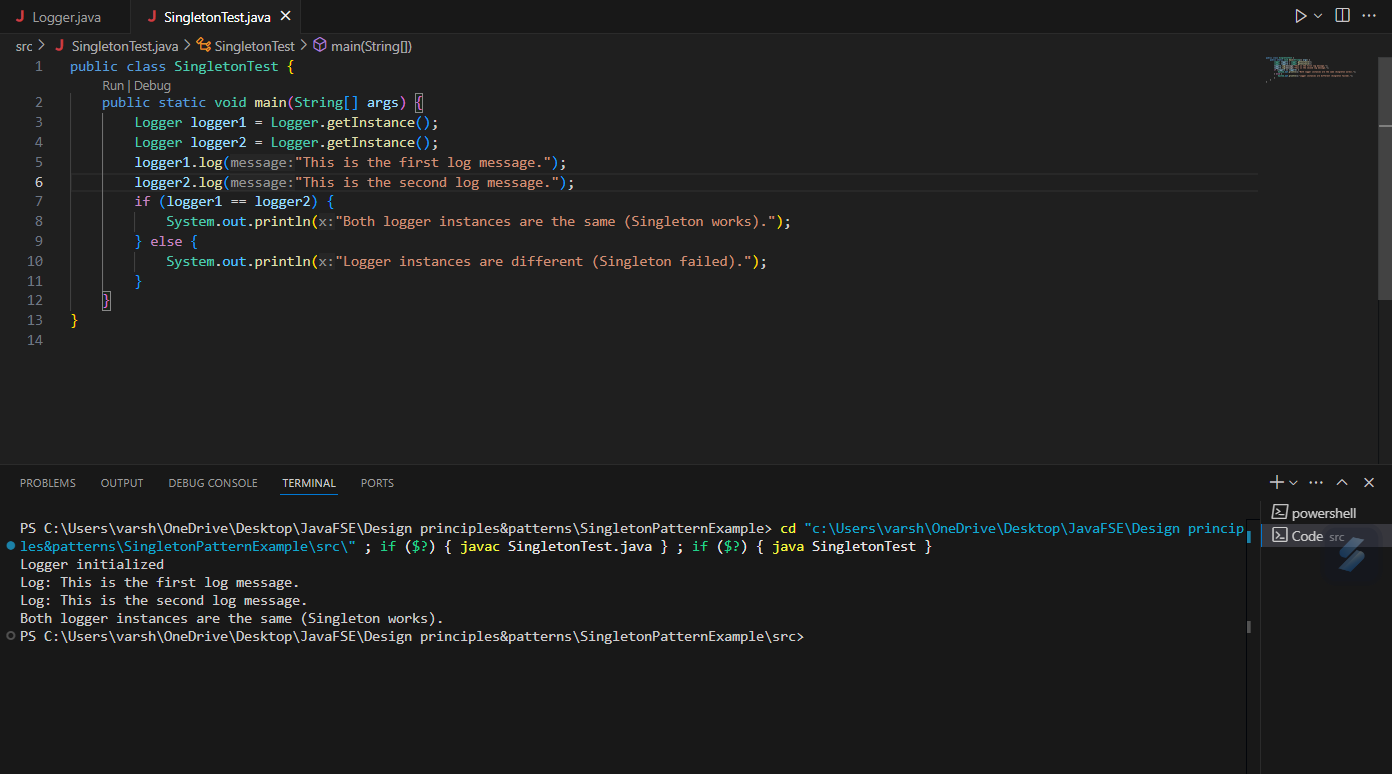 Logger.java SingletonTest.java
src > SingletonTest.java > SingletonTest > main(String[])
1 public class SingletonTest {
Run | Debug
2 public static void main(String[] args) {
3 Logger logger1 = Logger.getInstance();
4 Logger logger2 = Logger.getInstance();
5 logger1.log(message:"This is the first log message.");
6 logger2.log(message:"This is the second log message.");
7 if (logger1 == logger2) {
8 System.out.println(x:"Both logger instances are the same (Singleton works).");
9 } else {
10 System.out.println(x:"Logger instances are different (Singleton failed).");
11 }
12 }
13 }
14
PROBLEMS OUTPUT DEBUG CONSOLE TERMINAL PORTS
powershell
Code src
PS C:\Users\varsh\OneDrive\Desktop\JavaFSE\Design principles&patterns\SingletonPatternExample> cd "c:\Users\varsh\OneDrive\Desktop\JavaFSE\Design princip
les&patterns\SingletonPatternExample\src\" ; if ($?) { javac SingletonTest.java } ; if ($?) { java SingletonTest }
Logger initialized
Log: This is the first log message.
Log: This is the second log message.
Both logger instances are the same (Singleton works).
PS C:\Users\varsh\OneDrive\Desktop\JavaFSE\Design principles&patterns\SingletonPatternExample\src>